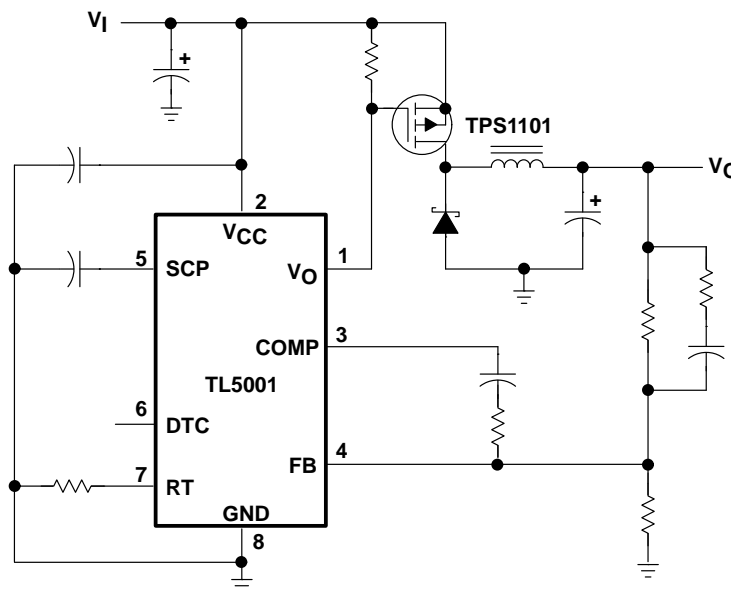 VI
+
TPS1101
VO
+
2
VCC
5
SCP
1
VO
3
COMP
TL5001
6
DTC
4
FB
7
RT
GND
8